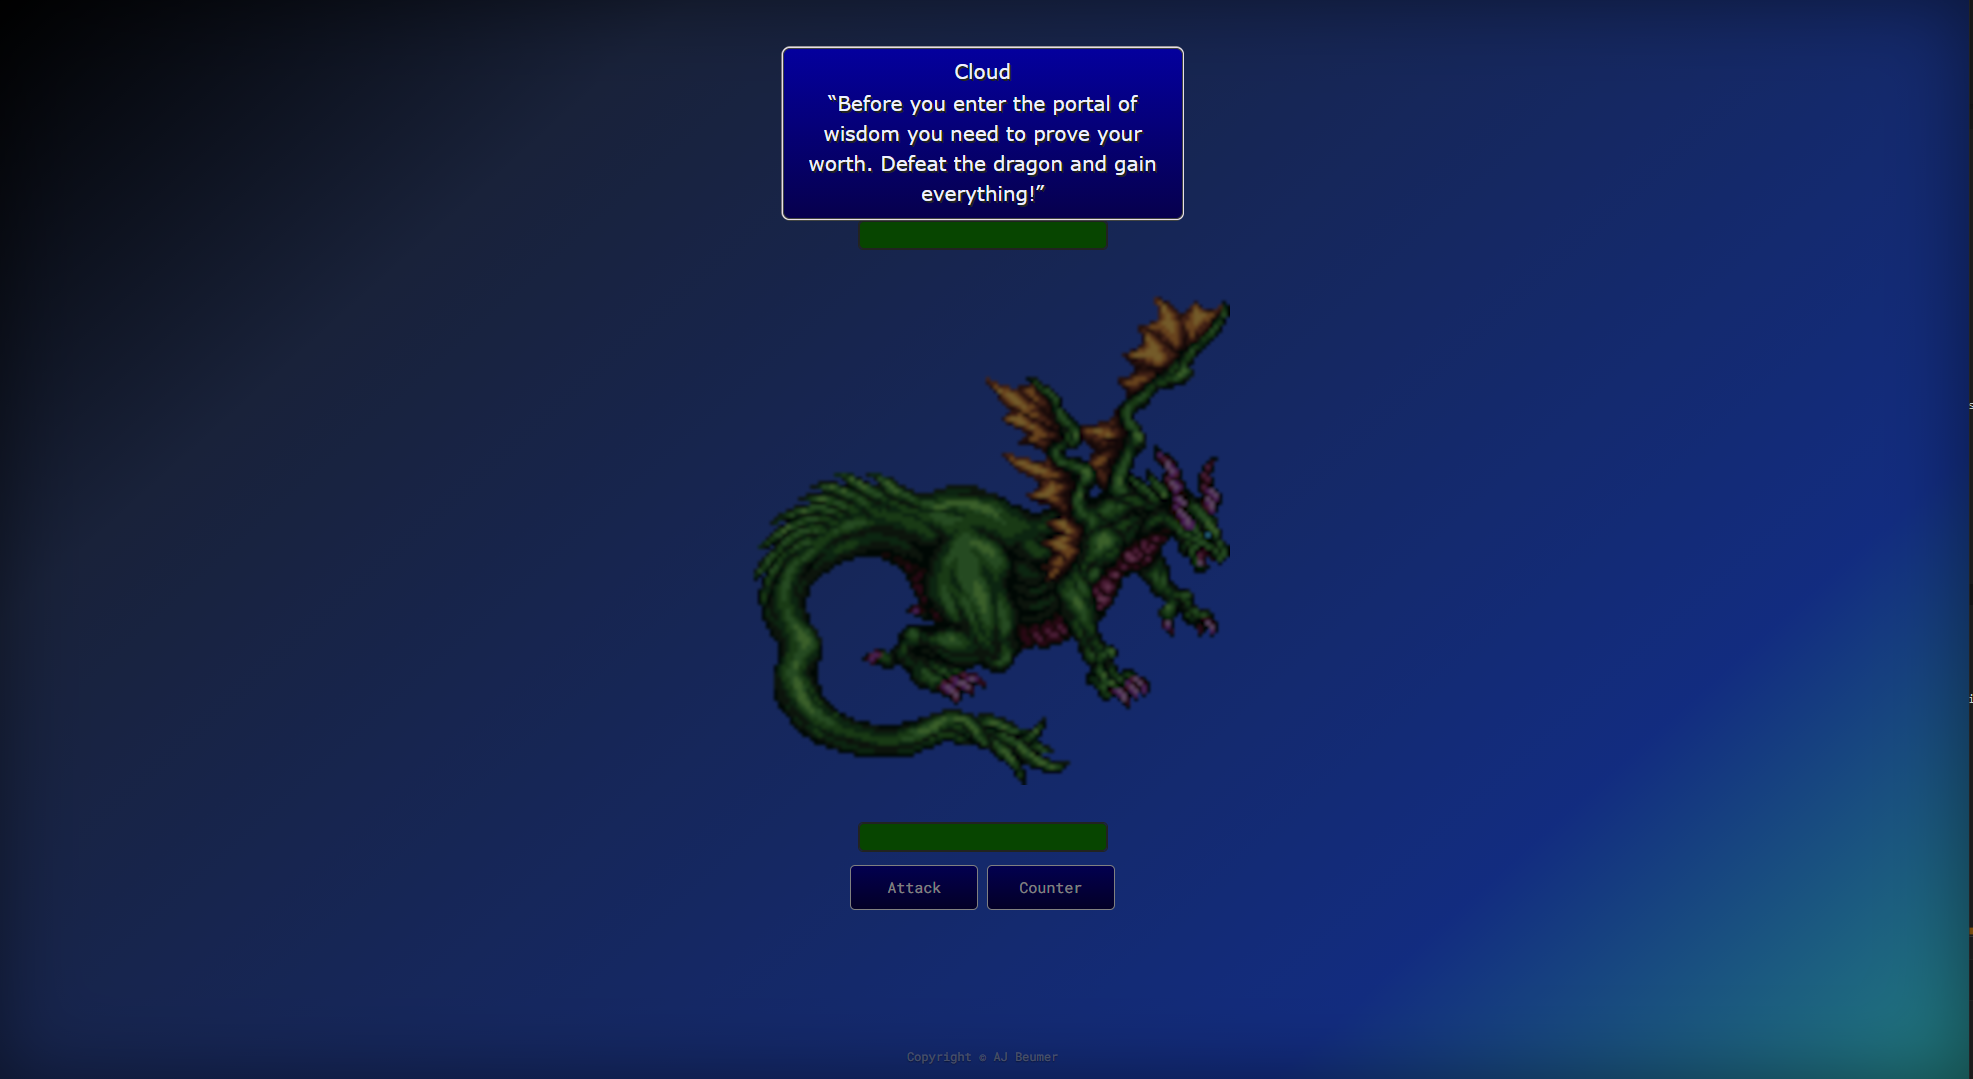 Cloud
“Before you enter the portal of
wisdom you need to prove your
worth. Defeat the dragon and gain
everything!”
Attack
Counter
Copyright © AJ Beumer